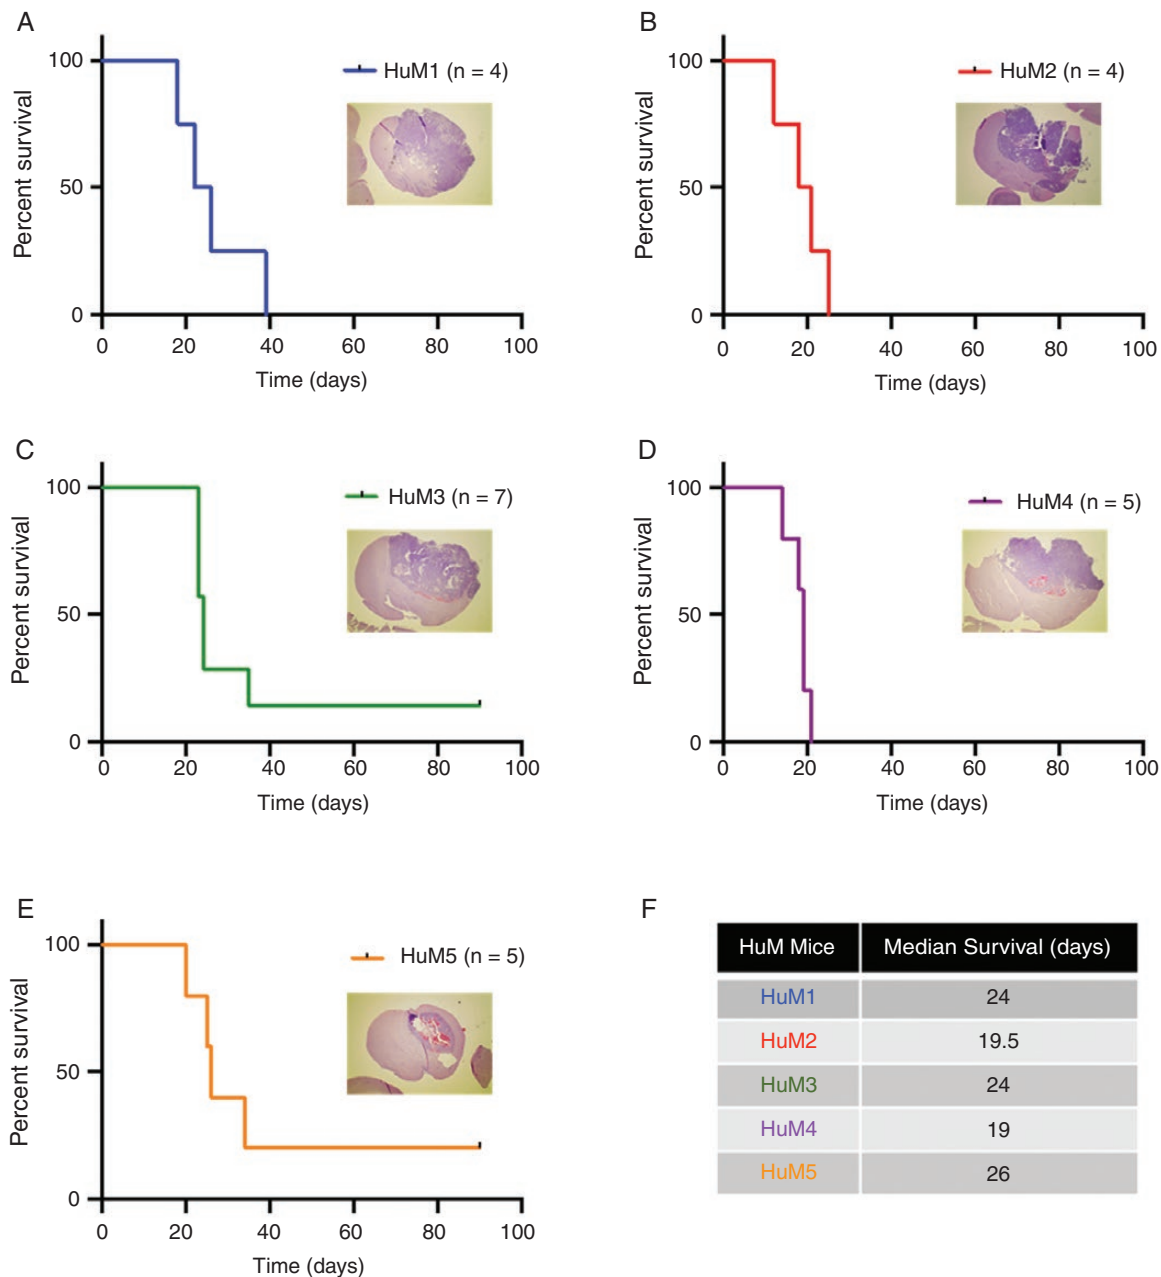 A
HuM1 (n = 4)
100
50
0
Percent survival
0 20 40 60 80 100
Time (days)
B
HuM2 (n = 4)
100
50
0
Percent survival
0 20 40 60 80 100
Time (days)
C
HuM3 (n = 7)
100
50
0
Percent survival
0 20 40 60 80 100
Time (days)
D
HuM4 (n = 5)
100
50
0
Percent survival
0 20 40 60 80 100
Time (days)
E
HuM5 (n = 5)
100
50
0
Percent survival
0 20 40 60 80 100
Time (days)
F
HuM Mice Median Survival (days)
HuM1 24
HuM2 19.5
HuM3 24
HuM4 19
HuM5 26